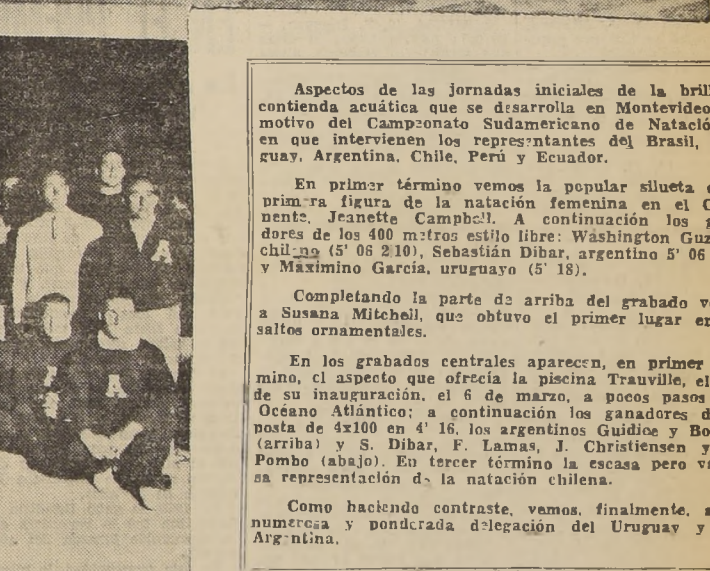 Aspectos de las jornadas iniciales de la brill
contienda acuática que se desarrolla en Montevideo
motivo del Campeonato Sudamericano de Natació
en que intervienen los representantes del Brasil,
guay, Argentina, Chile, Perú y Ecuador.
En primer término vemos la popular silueta
primera figura de la natación femenina en el C
nente, Jeanette Campbell. A continuación los g
dores de los 400 metros estilo libre: Washington Guz
chileno (5' 06 2|10), Sebastián Dibar, argentino 5' 06
y Máximino García, uruguayo (5' 18).
Completando la parte de arriba del grabado v
a Susana Mitchell, que obtuvo el primer lugar en
saltos ornamentales.
En los grabados centrales aparecen, en primer
mino, el aspecto que ofrecía la piscina Trauville, el
de su inauguración, el 6 de marzo, a pocos pasos
Océano Atlántico; a continuación los ganadores d
posta de 4x100 en 4' 16, los argentinos Guidice y Bo
(arriba) y S. Dibar, F. Lamas, J. Christiensen y
Pombo (abajo). En tercer término la escasa pero v
sa representación de la natación chilena.
Como haciendo contraste, vemos, finalmente, a
numerosa y ponderada delegación del Uruguay y
Argentina.
A
A